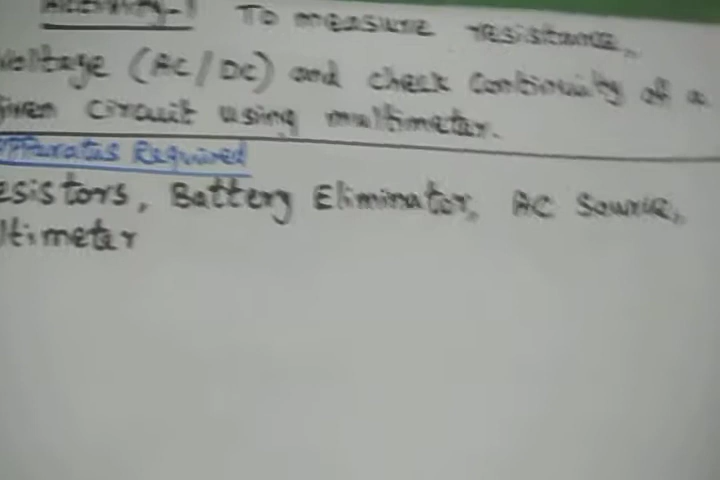 Activity-1 To measure resistance,
voltage (AC/DC) and check continuity of a
given circuit using multimeter.
Apparatus Required
esistors, Battery Eliminator, AC Source,
ltimeter